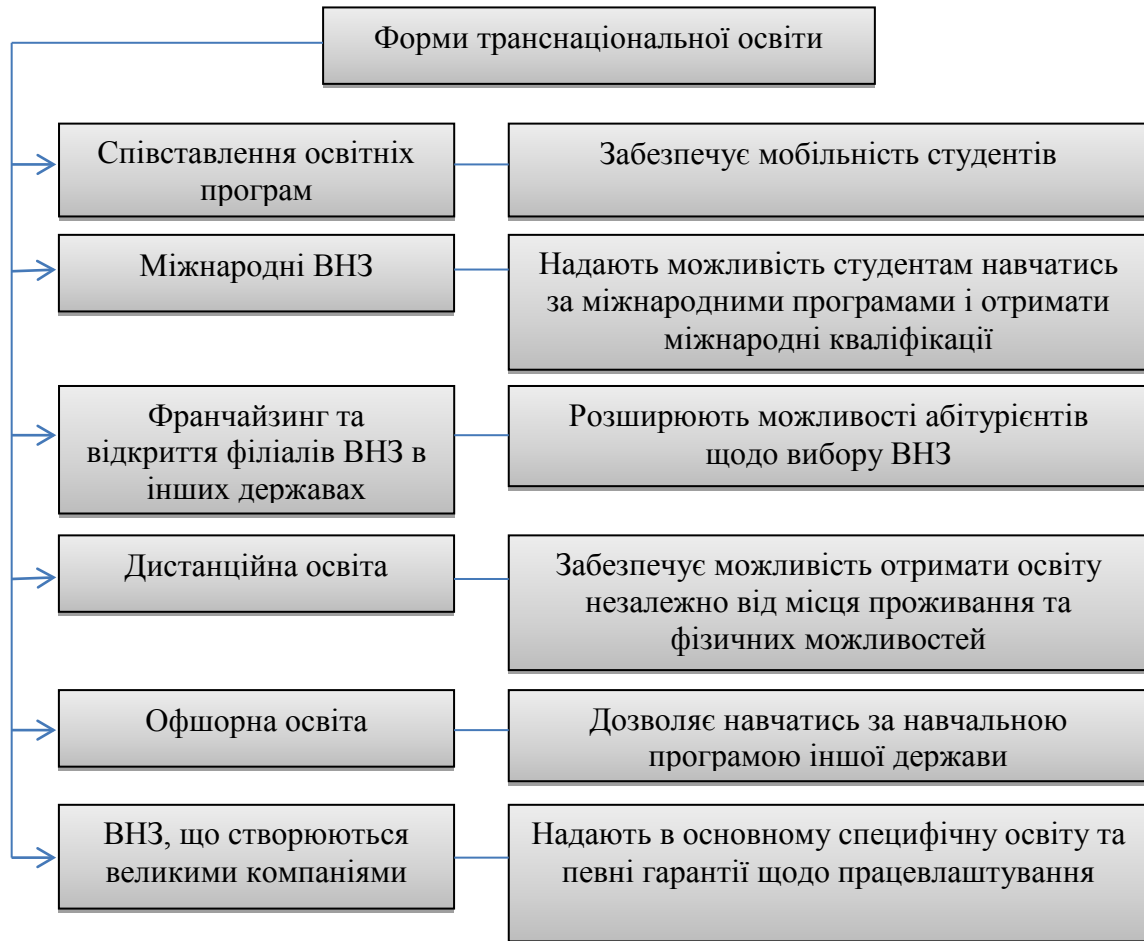 Форми транснаціональної освіти
Співставлення освітніх
програм
Забезпечує мобільність студентів
Міжнародні ВНЗ
Надають можливість студентам навчатись
за міжнародними програмами і отримати
міжнародні кваліфікації
Франчайзинг та
відкриття філіалів ВНЗ в
інших державах
Розширюють можливості абітурієнтів
щодо вибору ВНЗ
Дистанційна освіта
Забезпечує можливість отримати освіту
незалежно від місця проживання та
фізичних можливостей
Офшорна освіта
Дозволяє навчатись за навчальною
програмою іншої держави
ВНЗ, що створюються
великими компаніями
Надають в основному специфічну освіту та
певні гарантії щодо працевлаштування